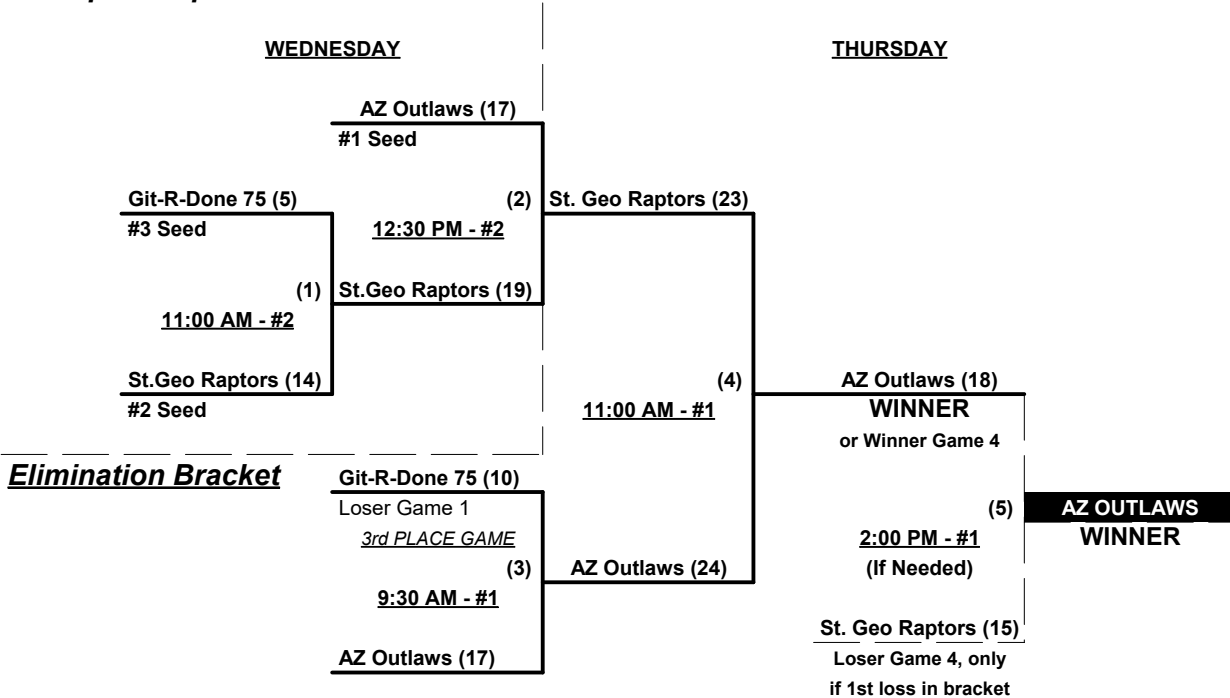 WEDNESDAY
THURSDAY
AZ Outlaws (17)
#1 Seed
Git-R-Done 75 (5)
#3 Seed
(2)
12:30 PM - #2
St. Geo Raptors (23)
(1)
11:00 AM - #2
St.Geo Raptors (19)
St.Geo Raptors (14)
#2 Seed
(4)
11:00 AM - #1
AZ Outlaws (18)
WINNER
or Winner Game 4
Elimination Bracket
Git-R-Done 75 (10)
Loser Game 1
3rd PLACE GAME
(3)
9:30 AM - #1
AZ Outlaws (24)
AZ Outlaws (17)
(5)
2:00 PM - #1
(If Needed)
AZ OUTLAWS
WINNER
St. Geo Raptors (15)
Loser Game 4, only
if 1st loss in bracket